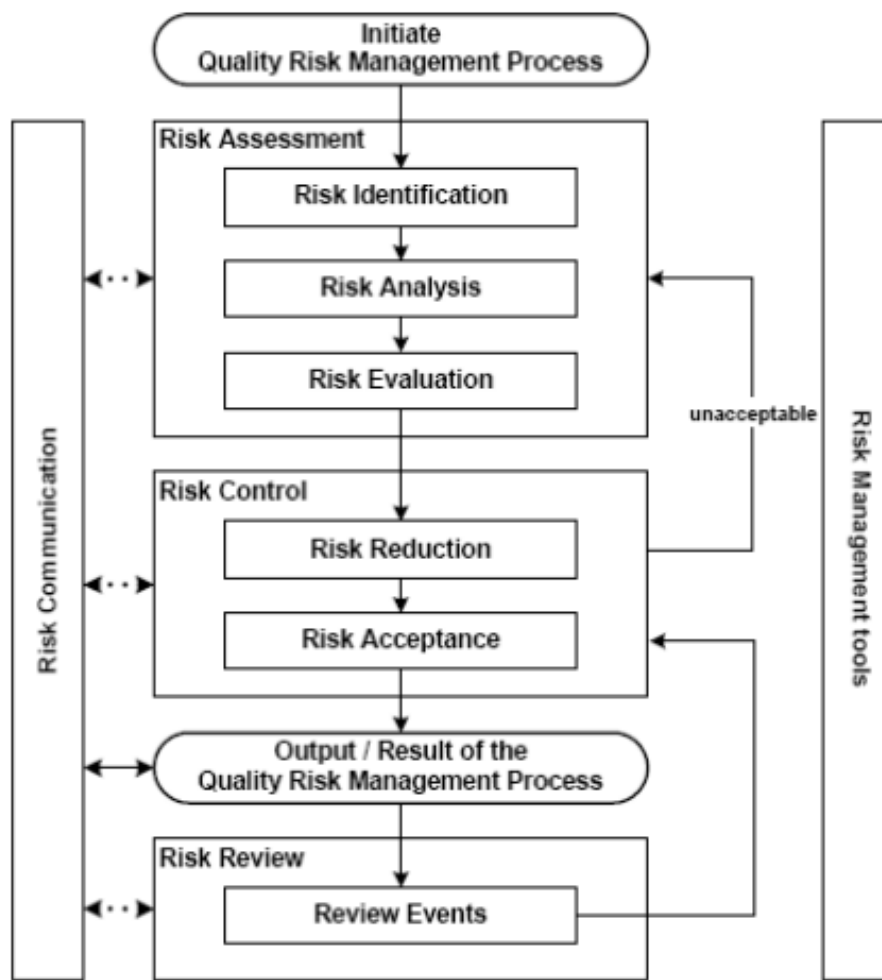 Initiate
Quality Risk Management Process
Risk Assessment
Risk Identification
Risk Analysis
Risk Evaluation
unacceptable
Risk Control
Risk Reduction
Risk Acceptance
Output / Result of the
Quality Risk Management Process
Risk Review
Review Events
Risk Communication
Risk Management tools